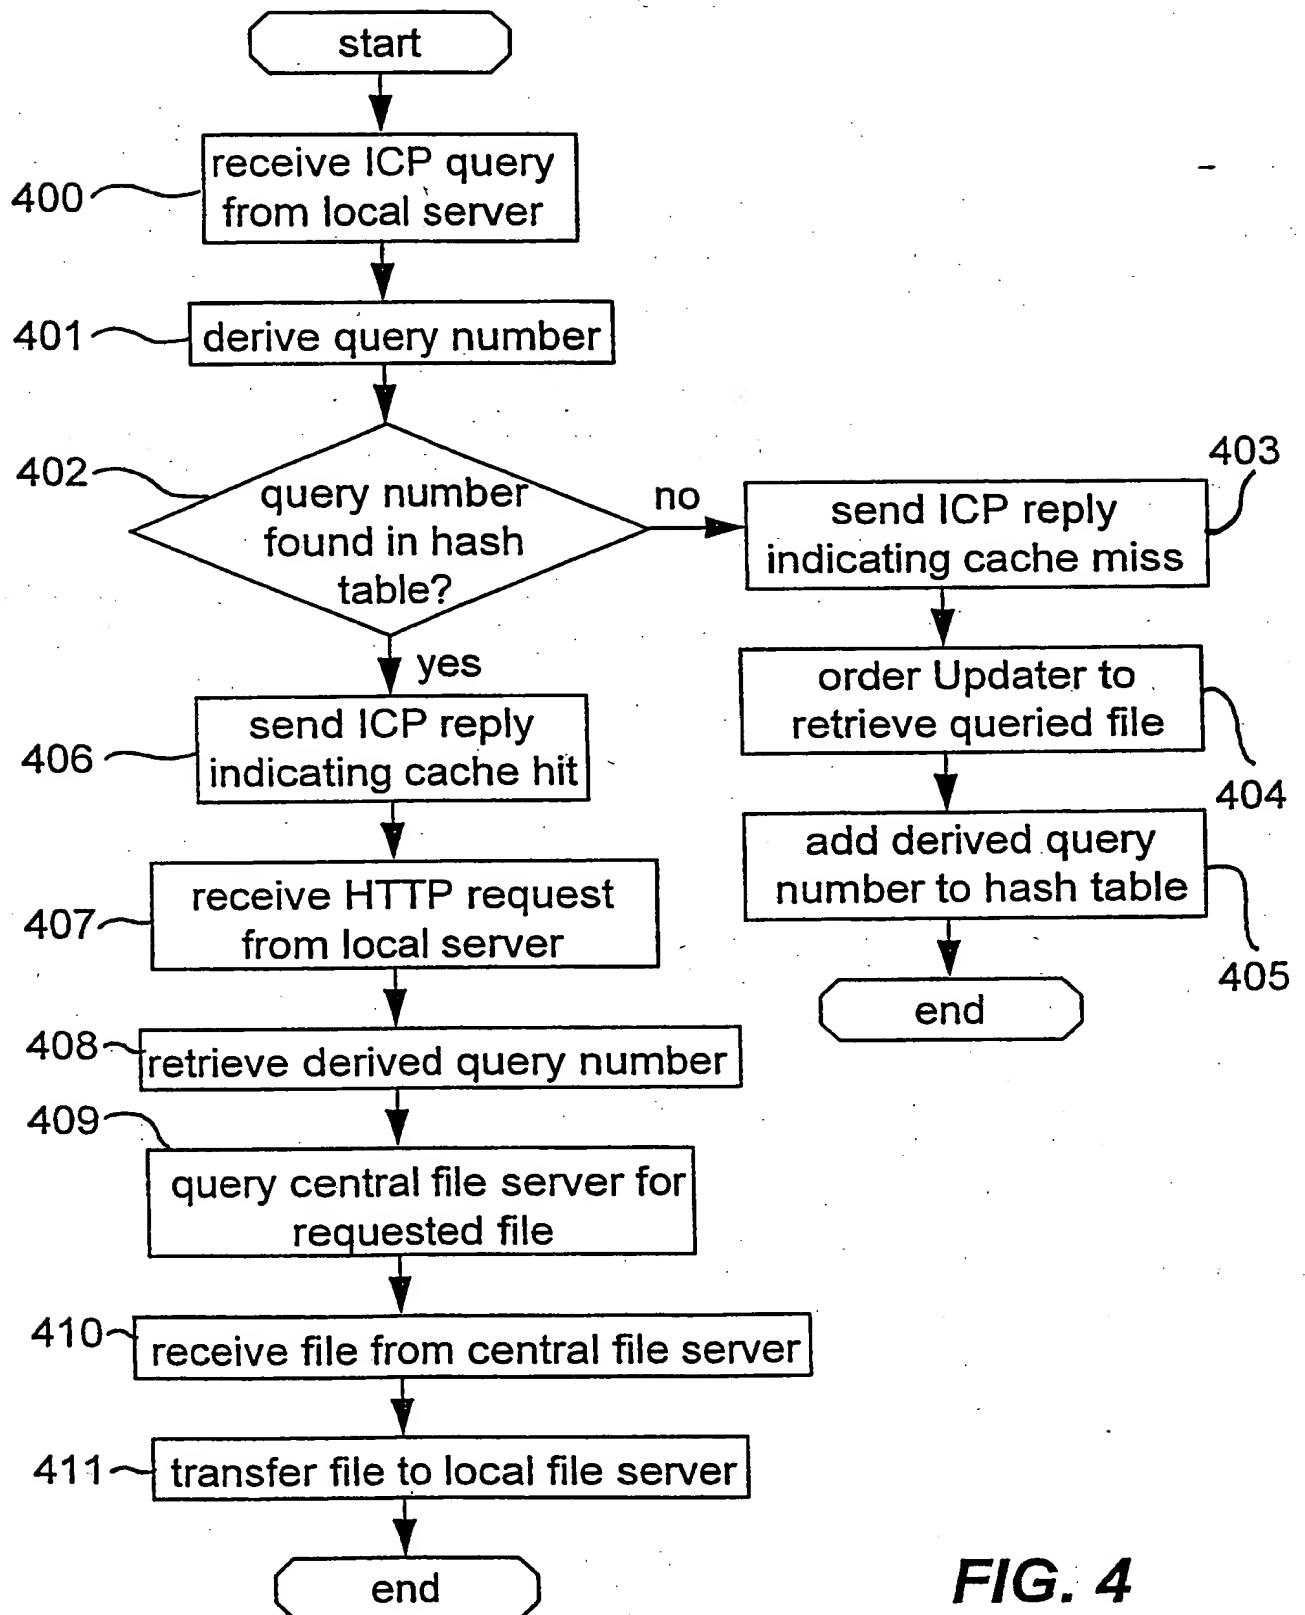 start
400
receive ICP query
from local server
401
derive query number
402
query number
found in hash
table?
no
403
send ICP reply
indicating cache miss
order Updater to
retrieve queried file
404
add derived query
number to hash table
405
end
yes
406
send ICP reply
indicating cache hit
407
receive HTTP request
from local server
408
retrieve derived query number
409
query central file server for
requested file
410
receive file from central file server
411
transfer file to local file server
end
FIG. 4